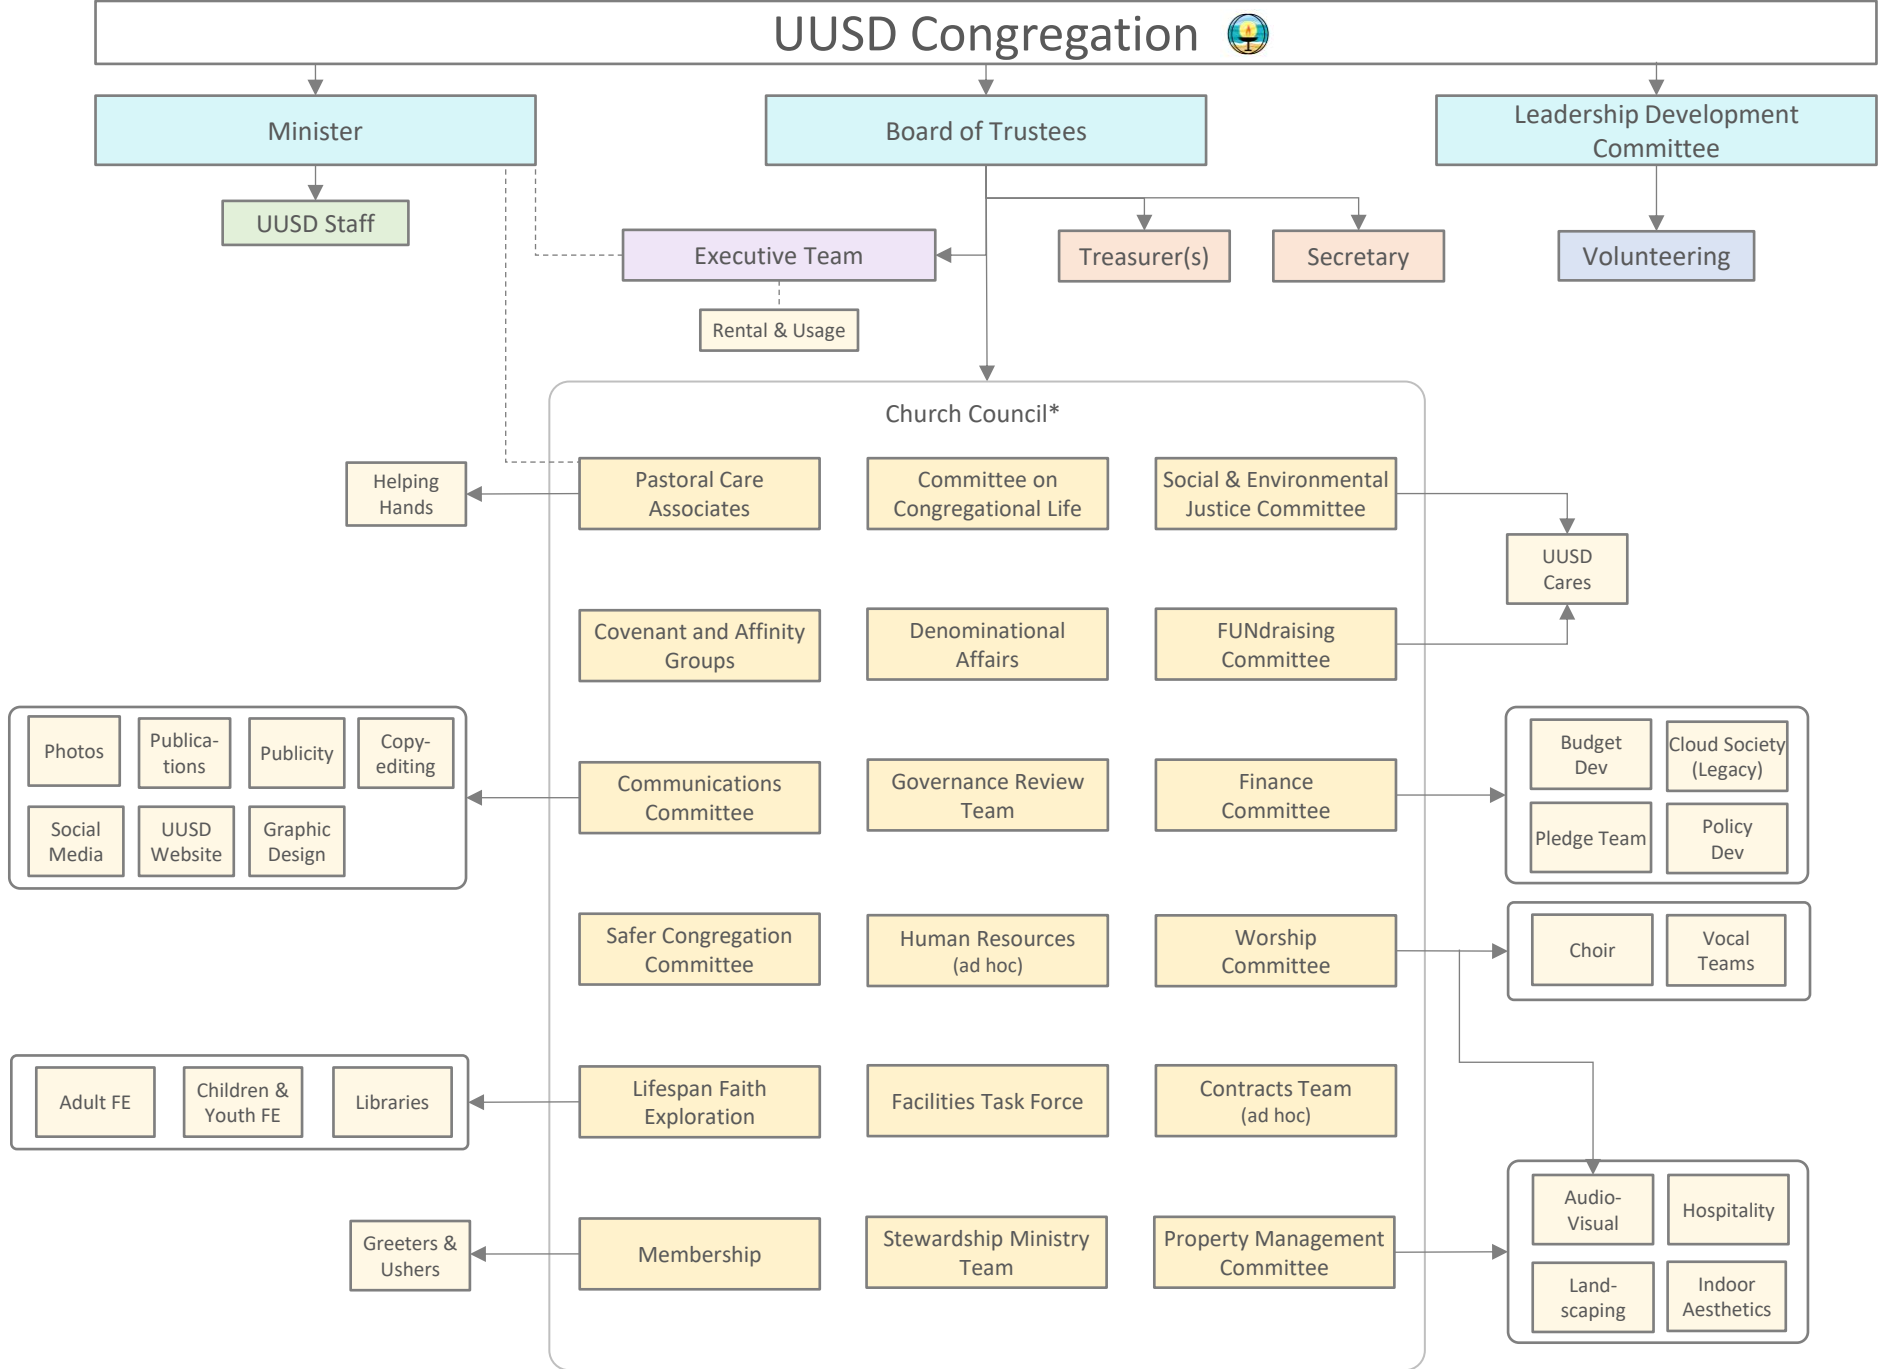 UUSD Congregation
Minister
Board of Trustees
Leadership Development
Committee
UUSD Staff
Executive Team
Treasurer(s)
Secretary
Volunteering
Rental & Usage
Church Council*
Helping
Hands
Pastoral Care
Associates
Committee on
Congregational Life
Social & Environmental
Justice Committee
UUSD
Cares
Covenant and Affinity
Groups
Denominational
Affairs
FUNdraising
Committee
Photos
Publica-
tions
Publicity
Copy-
editing
Social
Media
UUSD
Website
Graphic
Design
Communications
Committee
Governance Review
Team
Finance
Committee
Budget
Dev
Cloud Society
(Legacy)
Pledge Team
Policy
Dev
Safer Congregation
Committee
Human Resources
(ad hoc)
Worship
Committee
Choir
Vocal
Teams
Adult FE
Children &
Youth FE
Libraries
Lifespan Faith
Exploration
Facilities Task Force
Contracts Team
(ad hoc)
Greeters &
Ushers
Membership
Stewardship Ministry
Team
Property Management
Committee
Audio-
Visual
Hospitality
Land-
scaping
Indoor
Aesthetics